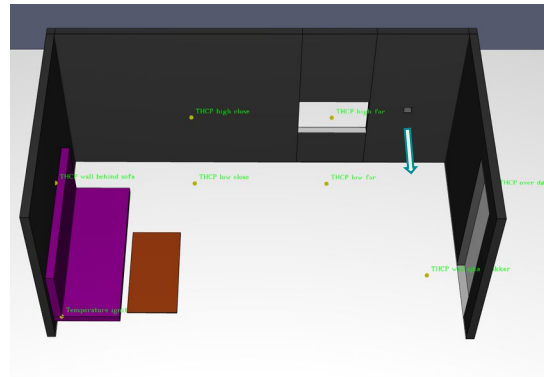 THCP high close
THCP high far
THCP wall behind sofa
THCP low close
THCP low far
THCP over
THCP
Temperature